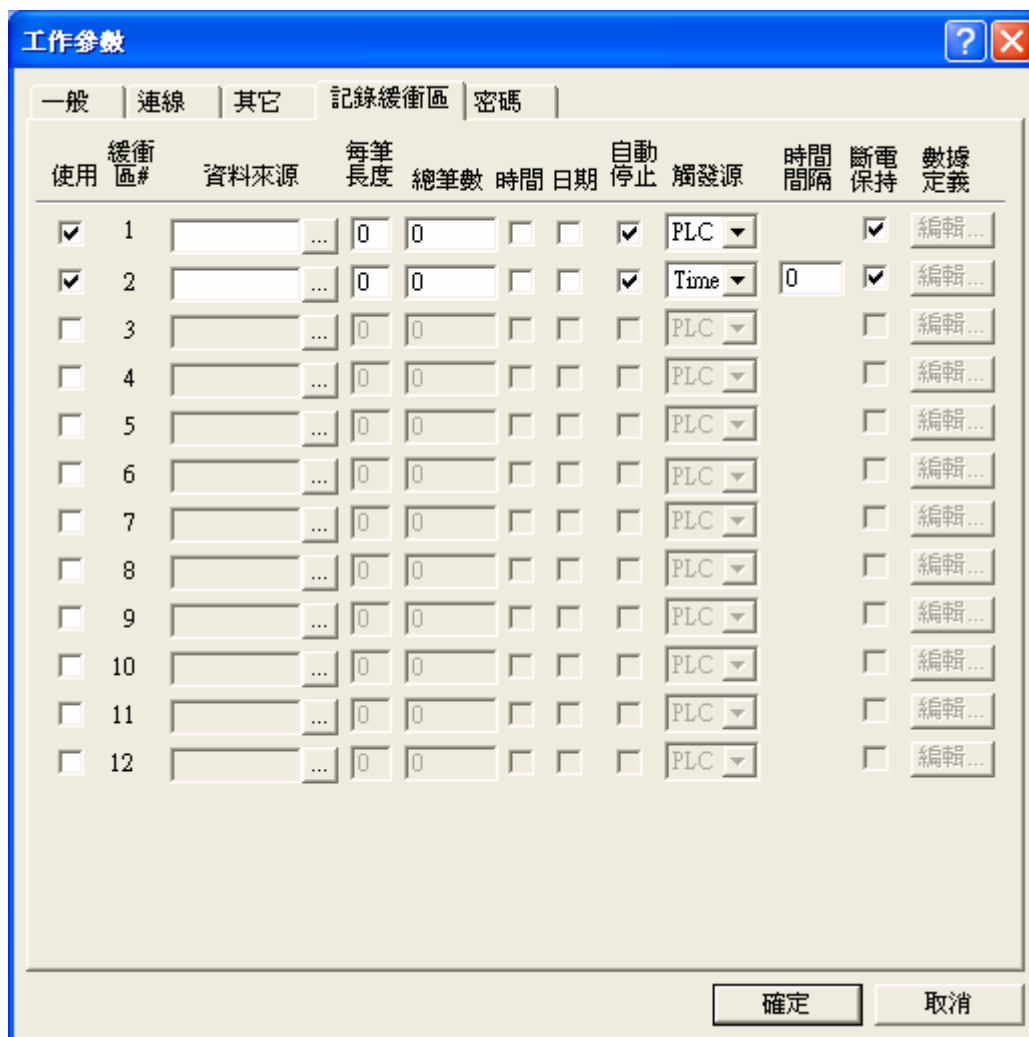 工作參數
一般 連線 其它 記錄緩衝區 密碼
使用 緩衝區# 資料來源 每筆長度 總筆數 時間 日期 自動停止 觸發源 時間間隔 斷電保持 數據定義
1 ... 0 0 PLC 編輯...
2 ... 0 0 Time 0 編輯...
3 ... 0 0 PLC 編輯...
4 ... 0 0 PLC 編輯...
5 ... 0 0 PLC 編輯...
6 ... 0 0 PLC 編輯...
7 ... 0 0 PLC 編輯...
8 ... 0 0 PLC 編輯...
9 ... 0 0 PLC 編輯...
10 ... 0 0 PLC 編輯...
11 ... 0 0 PLC 編輯...
12 ... 0 0 PLC 編輯...
確定 取消